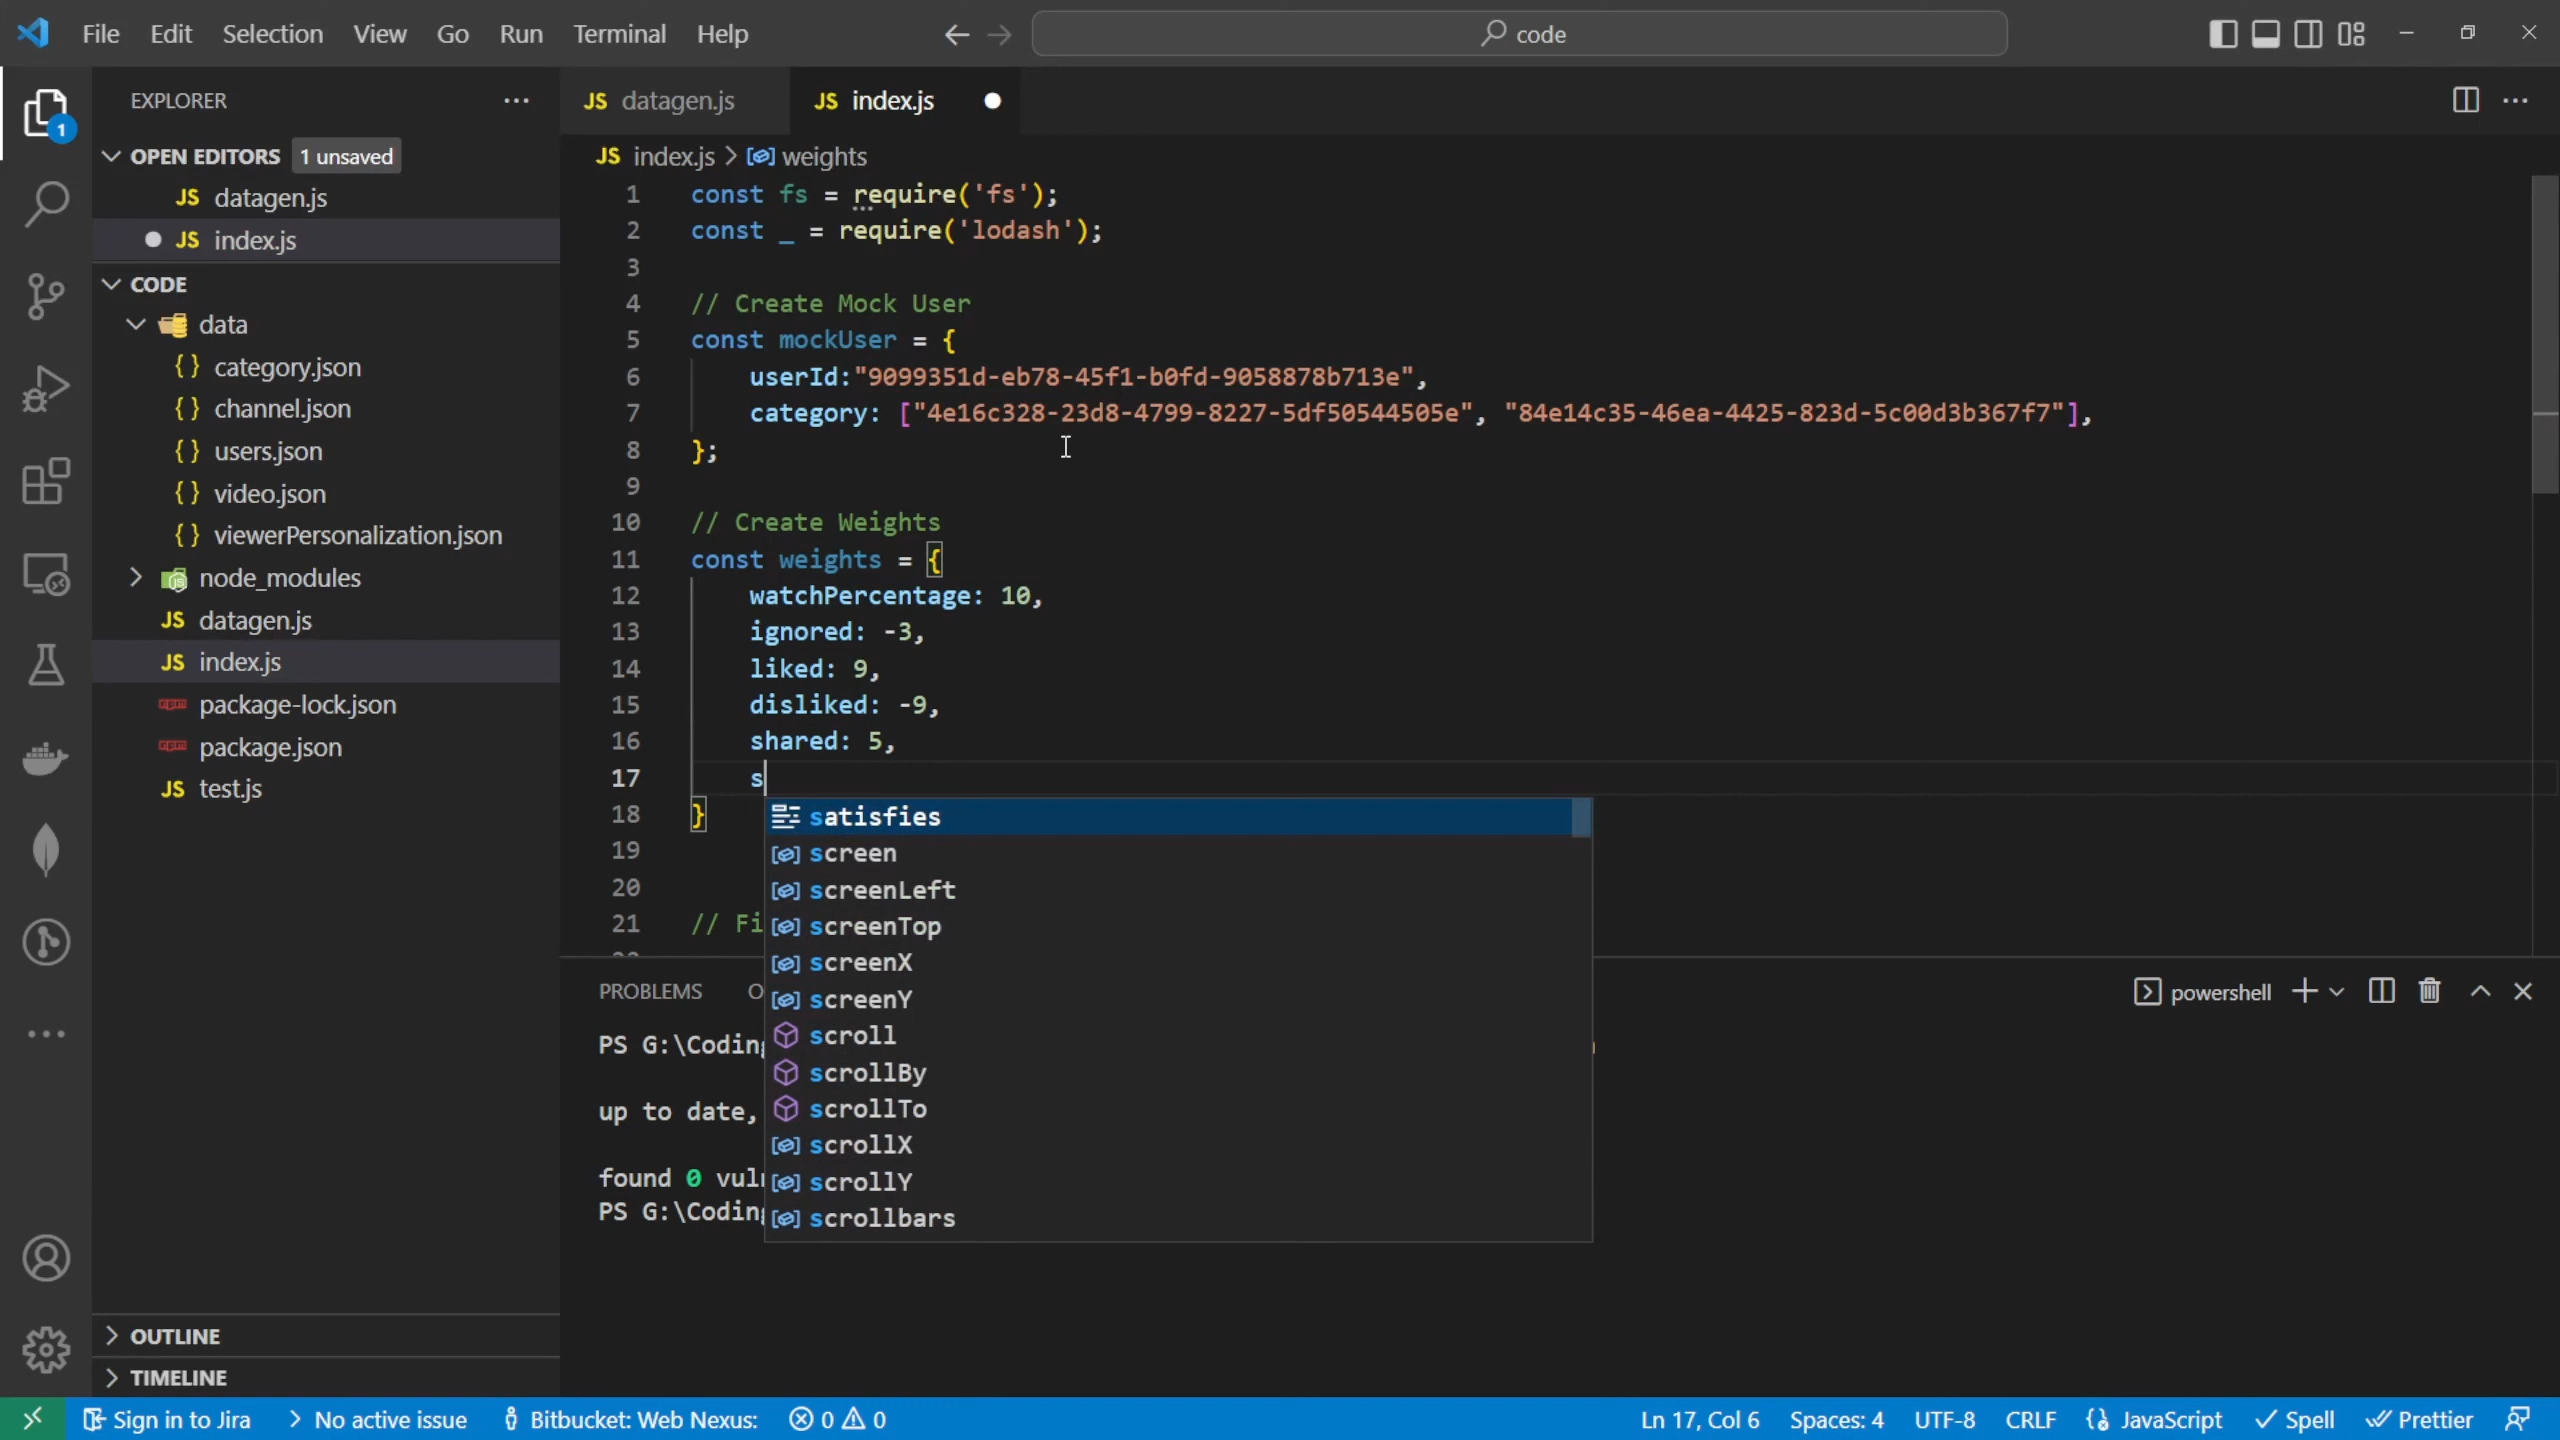 File Edit Selection View Go Run Terminal Help
code
EXPLORER
OPEN EDITORS 1 unsaved
JS datagen.js
JS index.js
CODE
data
{ } category.json
{ } channel.json
{ } users.json
{ } video.json
{ } viewerPersonalization.json
node_modules
JS datagen.js
JS index.js
package-lock.json
package.json
JS test.js
OUTLINE
TIMELINE
1
JS datagen.js JS index.js
JS index.js > weights
1 const fs = require('fs');
2 const _ = require('lodash');
3
4 // Create Mock User
5 const mockUser = {
6 userId:"9099351d-eb78-45f1-b0fd-9058878b713e",
7 category: ["4e16c328-23d8-4799-8227-5df50544505e", "84e14c35-46ea-4425-823d-5c00d3b367f7"],
8 };
9
10 // Create Weights
11 const weights = {
12 watchPercentage: 10,
13 ignored: -3,
14 liked: 9,
15 disliked: -9,
16 shared: 5,
17 s
18 }
19
20
21 // Fi
satisfies
screen
screenLeft
screenTop
screenX
screenY
scroll
scrollBy
scrollTo
scrollX
scrollY
scrollbars
PROBLEMS O
powershell
PS G:\Coding
up to date,
found 0 vuln
PS G:\Coding
Sign in to Jira > No active issue Bitbucket: Web Nexus: 0 0 Ln 17, Col 6 Spaces: 4 UTF-8 CRLF JavaScript Spell Prettier